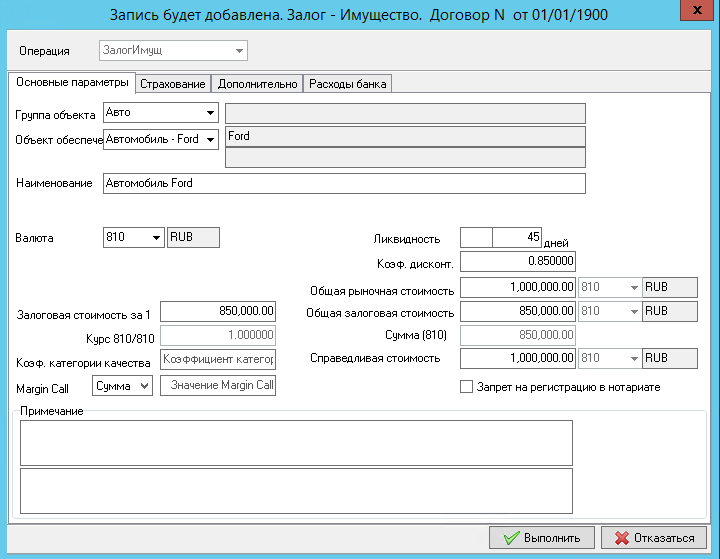 Запись будет добавлена. Залог - Имущество.  Договор N  от 01/01/1900
x
Операция ЗалогИмущ
Основные параметры Страхование Дополнительно Расходы банка
Группа объекта Авто
Объект обеспече Автомобиль - Ford Ford
Наименование Автомобиль Ford
Валюта 810 RUB Ликвидность 45 дней
Коэф. дисконт. 0.850000
Общая рыночная стоимость 1,000,000.00 810 RUB
Залоговая стоимость за 1 850,000.00 Общая залоговая стоимость 850,000.00 810 RUB
Курс 810/810 1.000000 Сумма (810) 850,000.00
Коэф. категории качества Коэффициент категор Справедливая стоимость 1,000,000.00 810 RUB
Margin Call Сумма Значение Margin Call Запрет на регистрацию в нотариате
Примечание
Выполнить Отказаться